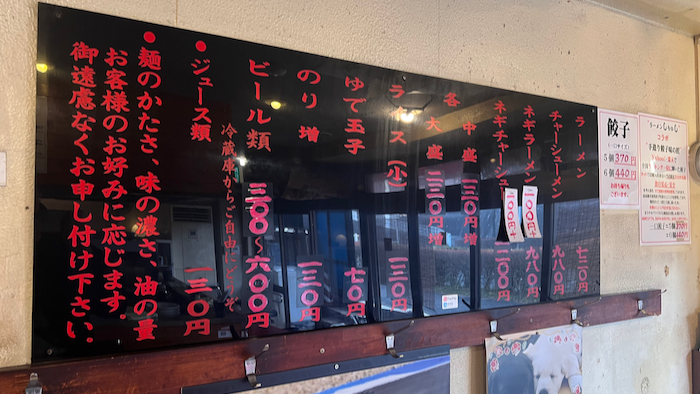 ラーメン 七二〇円
チャーシューメン 九八〇円
ネギラーメン 九八〇円
ネギチャーシュー 一二〇〇円
各 中盛 一三〇円増
大盛 二三〇円増
ライス(小) 一三〇円
ゆで玉子 七〇円
のり増 一三〇円
ビール類 三〇〇〜六〇〇円
冷蔵庫からご自由にどうぞ
●ジュース類 一三〇円
●麺のかたさ、味の濃さ、油の量
お客様のお好みに応じます。
御遠慮なくお申し付け下さい。
餃子
5個 370円
6個 440円